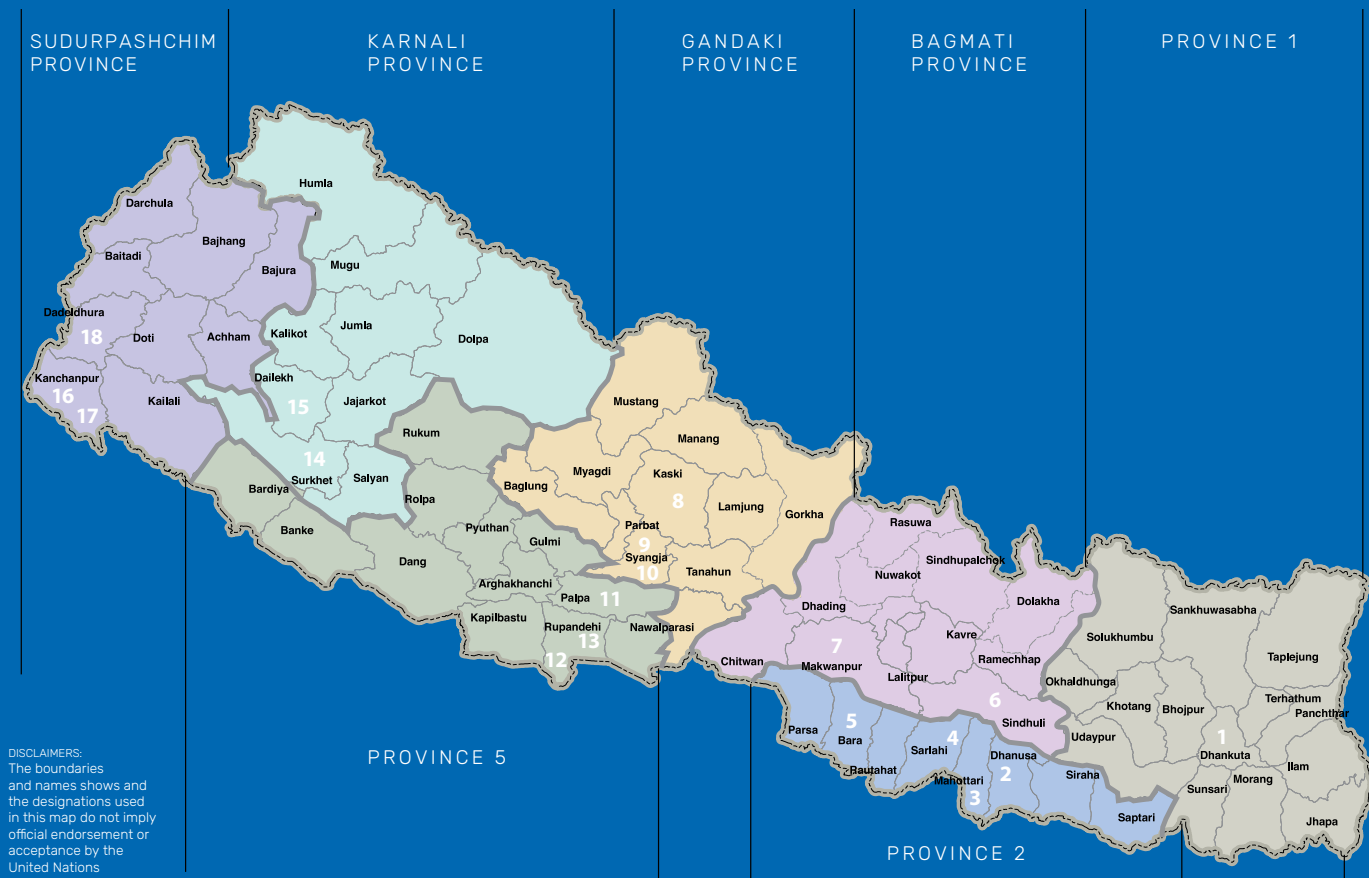 SUDURPASHCHIM
PROVINCE
KARNALI
PROVINCE
GANDAKI
PROVINCE
BAGMATI
PROVINCE
PROVINCE 1
Humla
Darchula
Bajhang
Baitadi
Bajura
Mugu
Dadeldhura
18
Doti
Achham
Kalikot
Jumla
Dolpa
Kanchanpur
16
17
Kailali
Dailekh
15
Jajarkot
Mustang
Rukum
Manang
14
Surkhet
Salyan
Bardiya
Rolpa
Baglung
Myagdi
Kaski
8
Lamjung
Gorkha
Banke
Pyuthan
Gulmi
Parbat
9
Syangja
10
Tanahun
Dang
Arghakhanchi
Palpa
11
Kapilbastu
Rupandehi
13
12
Nawalparasi
Rasuwa
Sindhupalchok
Nuwakot
Dhading
Dolakha
Kavre
7
Makwanpur
Chitwan
Lalitpur
Ramechhap
6
Sindhuli
Sankhuwasabha
Solukhumbu
Taplejung
Okhaldhunga
Khotang
Bhojpur
Terhathum
Panchthar
Udaypur
1
Dhankuta
Ilam
Morang
Sunsari
Jhapa
Parsa
5
Bara
Rautahat
Sarlahi
4
Mahottari
3
Dhanusa
2
Siraha
Saptari
PROVINCE 5
PROVINCE 2
DISCLAIMERS:
The boundaries
and names shows and
the designations used
in this map do not imply
official endorsement or
acceptance by the
United Nations